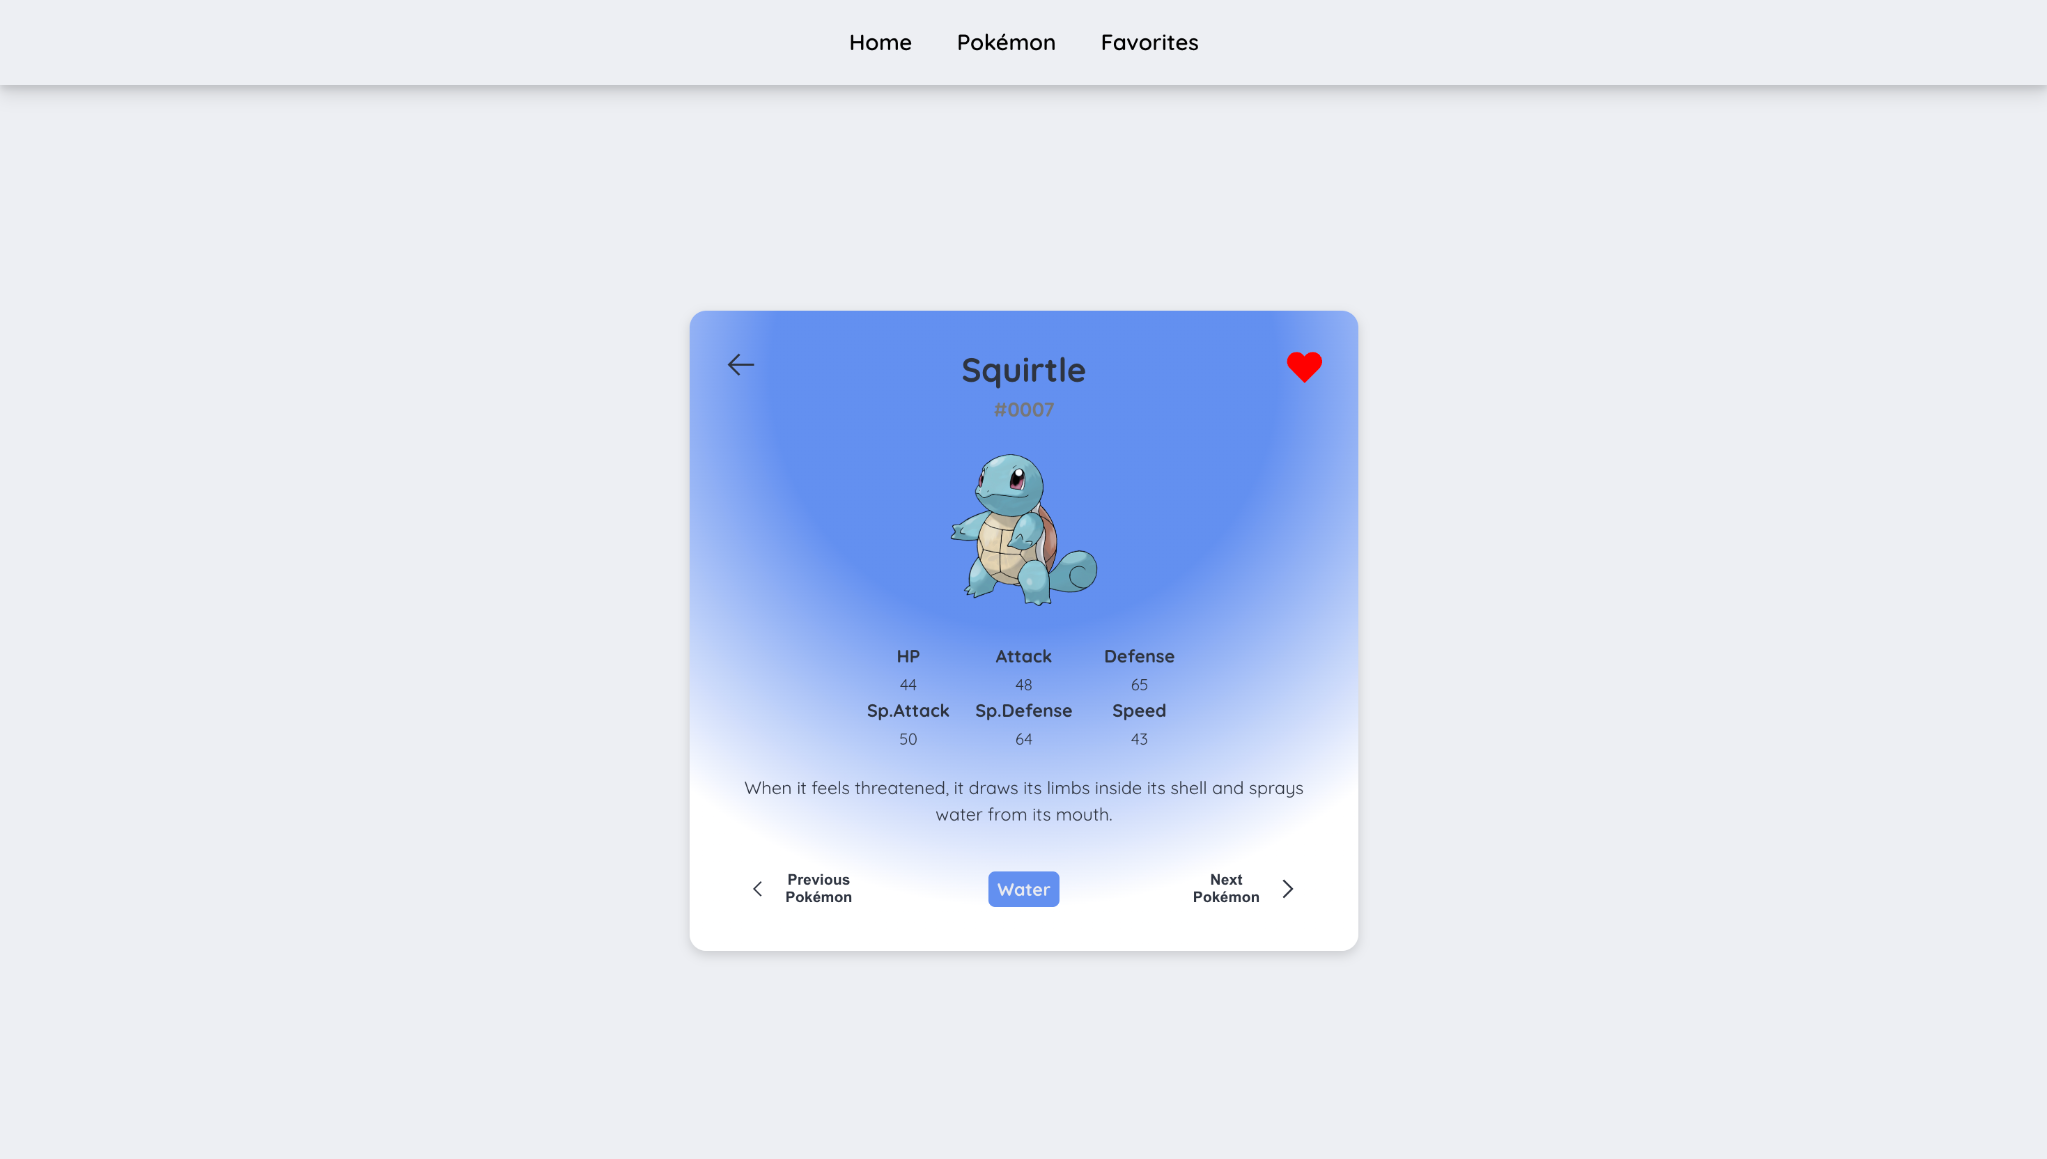 Home Pokémon Favorites
Squirtle
#0007
HP Attack Defense
44 48 65
Sp.Attack Sp.Defense Speed
50 64 43
When it feels threatened, it draws its limbs inside its shell and sprays
water from its mouth.
Previous
Pokémon
Water
Next
Pokémon